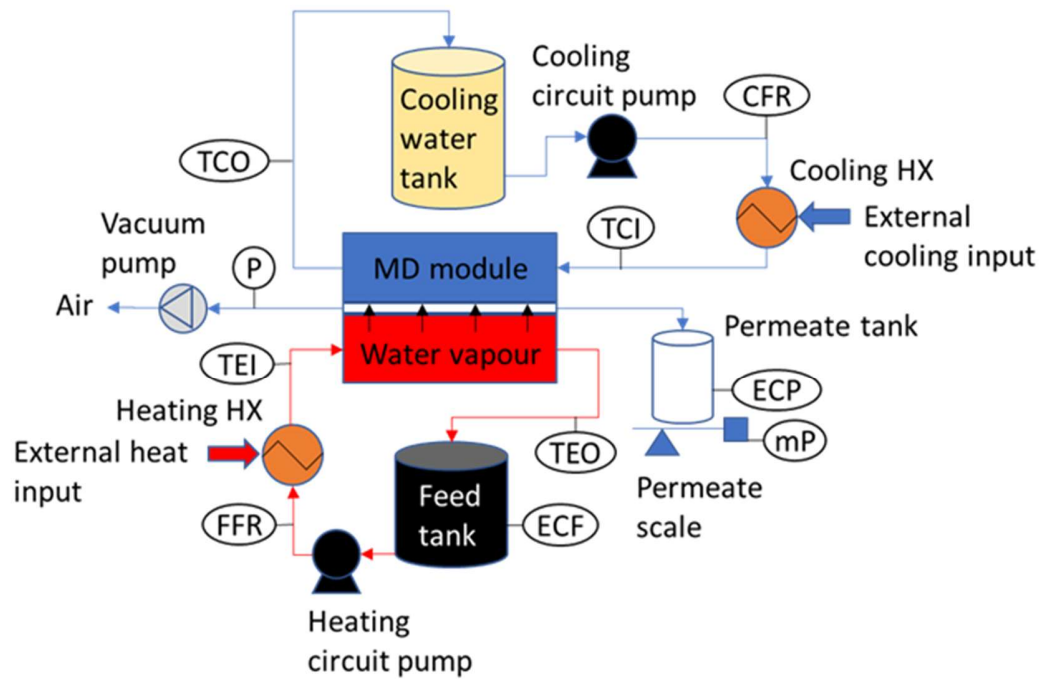 Cooling
circuit pump
CFR
Cooling
water
tank
TCO
Cooling HX
External
cooling input
TCI
Vacuum
pump
P
Air
MD module
Water vapour
Permeate tank
TEI
ECP
Heating HX
External heat
input
TEO
mP
Permeate
scale
FFR
Feed
tank
ECF
Heating
circuit pump